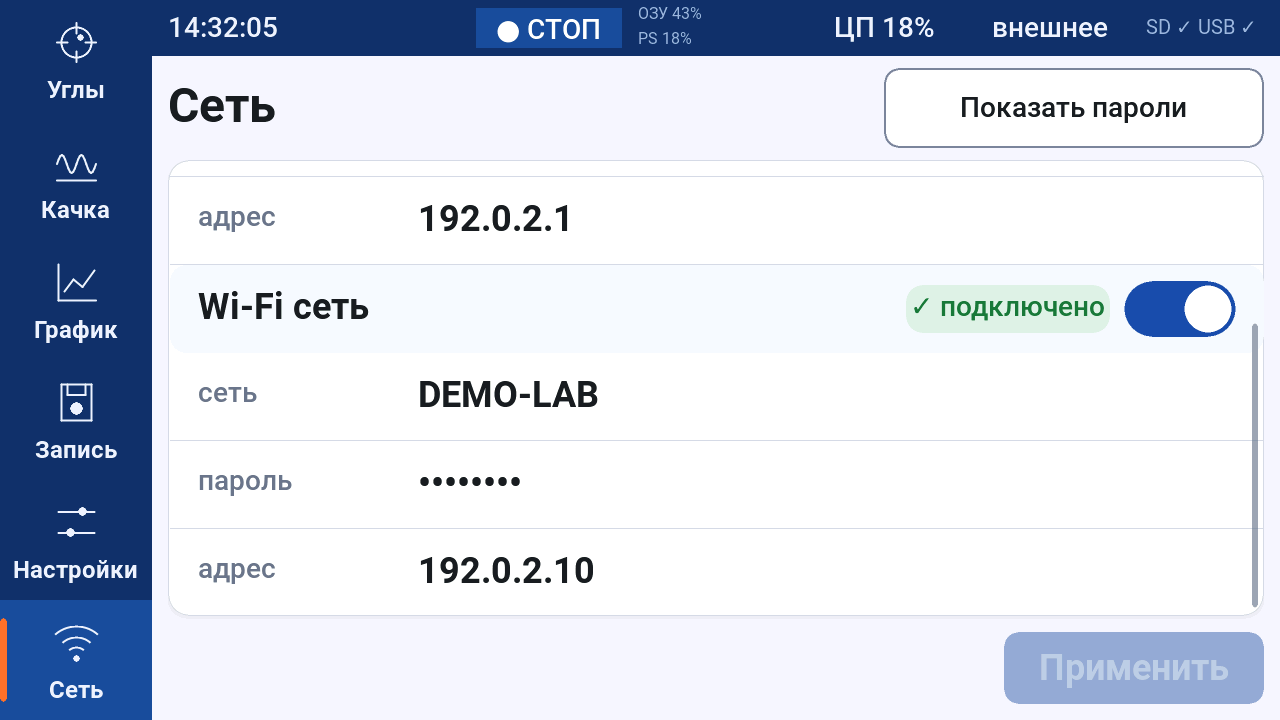 14:32:05
● СТОП
ОЗУ 43%
PS 18%
ЦП 18%
внешнее
SD ✓ USB ✓
Углы
Качка
График
Запись
Настройки
Сеть
Сеть
Показать пароли
адрес 192.0.2.1
Wi-Fi сеть ✓ подключено
сеть DEMO-LAB
пароль ••••••••
адрес 192.0.2.10
Применить